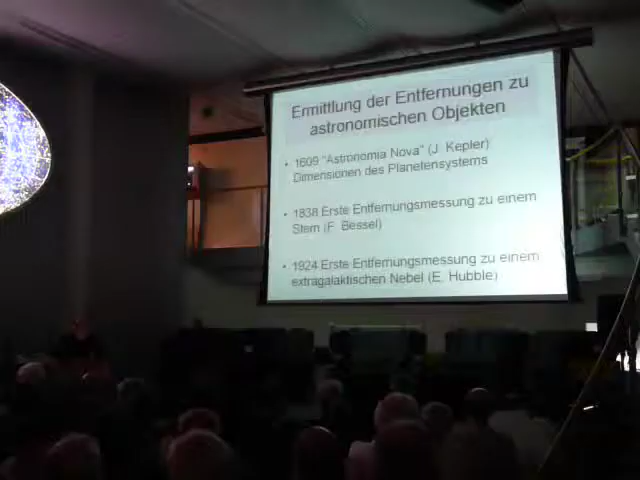 Ermittlung der Entfernungen zu
astronomischen Objekten
• 1609 "Astronomia Nova" (J. Kepler)
Dimensionen des Planetensystems
• 1838 Erste Entfernungsmessung zu einem
Stern (F. Bessel)
• 1924 Erste Entfernungsmessung zu einem
extragalaktischen Nebel (E. Hubble)